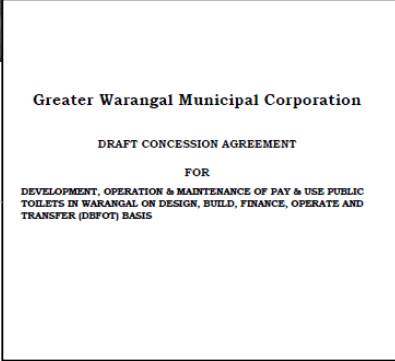 Greater Warangal Municipal Corporation
DRAFT CONCESSION AGREEMENT
FOR
DEVELOPMENT, OPERATION & MAINTENANCE OF PAY & USE PUBLIC
TOILETS IN WARANGAL ON DESIGN, BUILD, FINANCE, OPERATE AND
TRANSFER (DBFOT) BASIS